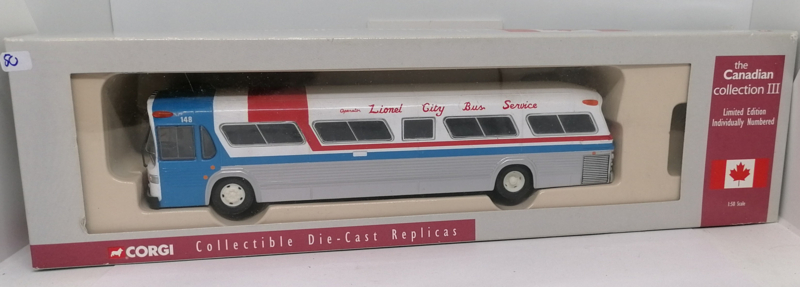 80
148
Operator Lionel City Bus Service
the
Canadian
collection III
Limited Edition
Individually Numbered
1:50 Scale
CORGI
Collectible Die-Cast Replicas